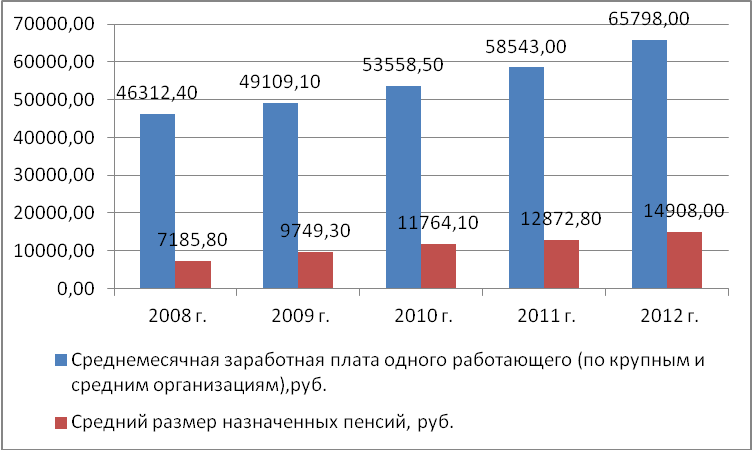 70000,00
60000,00
50000,00
40000,00
30000,00
20000,00
10000,00
0,00
46312,40
49109,10
53558,50
58543,00
65798,00
7185,80
9749,30
11764,10
12872,80
14908,00
2008 г.
2009 г.
2010 г.
2011 г.
2012 г.
Среднемесячная заработная плата одного работающего (по крупным и
средним организациям),руб.
Средний размер назначенных пенсий, руб.